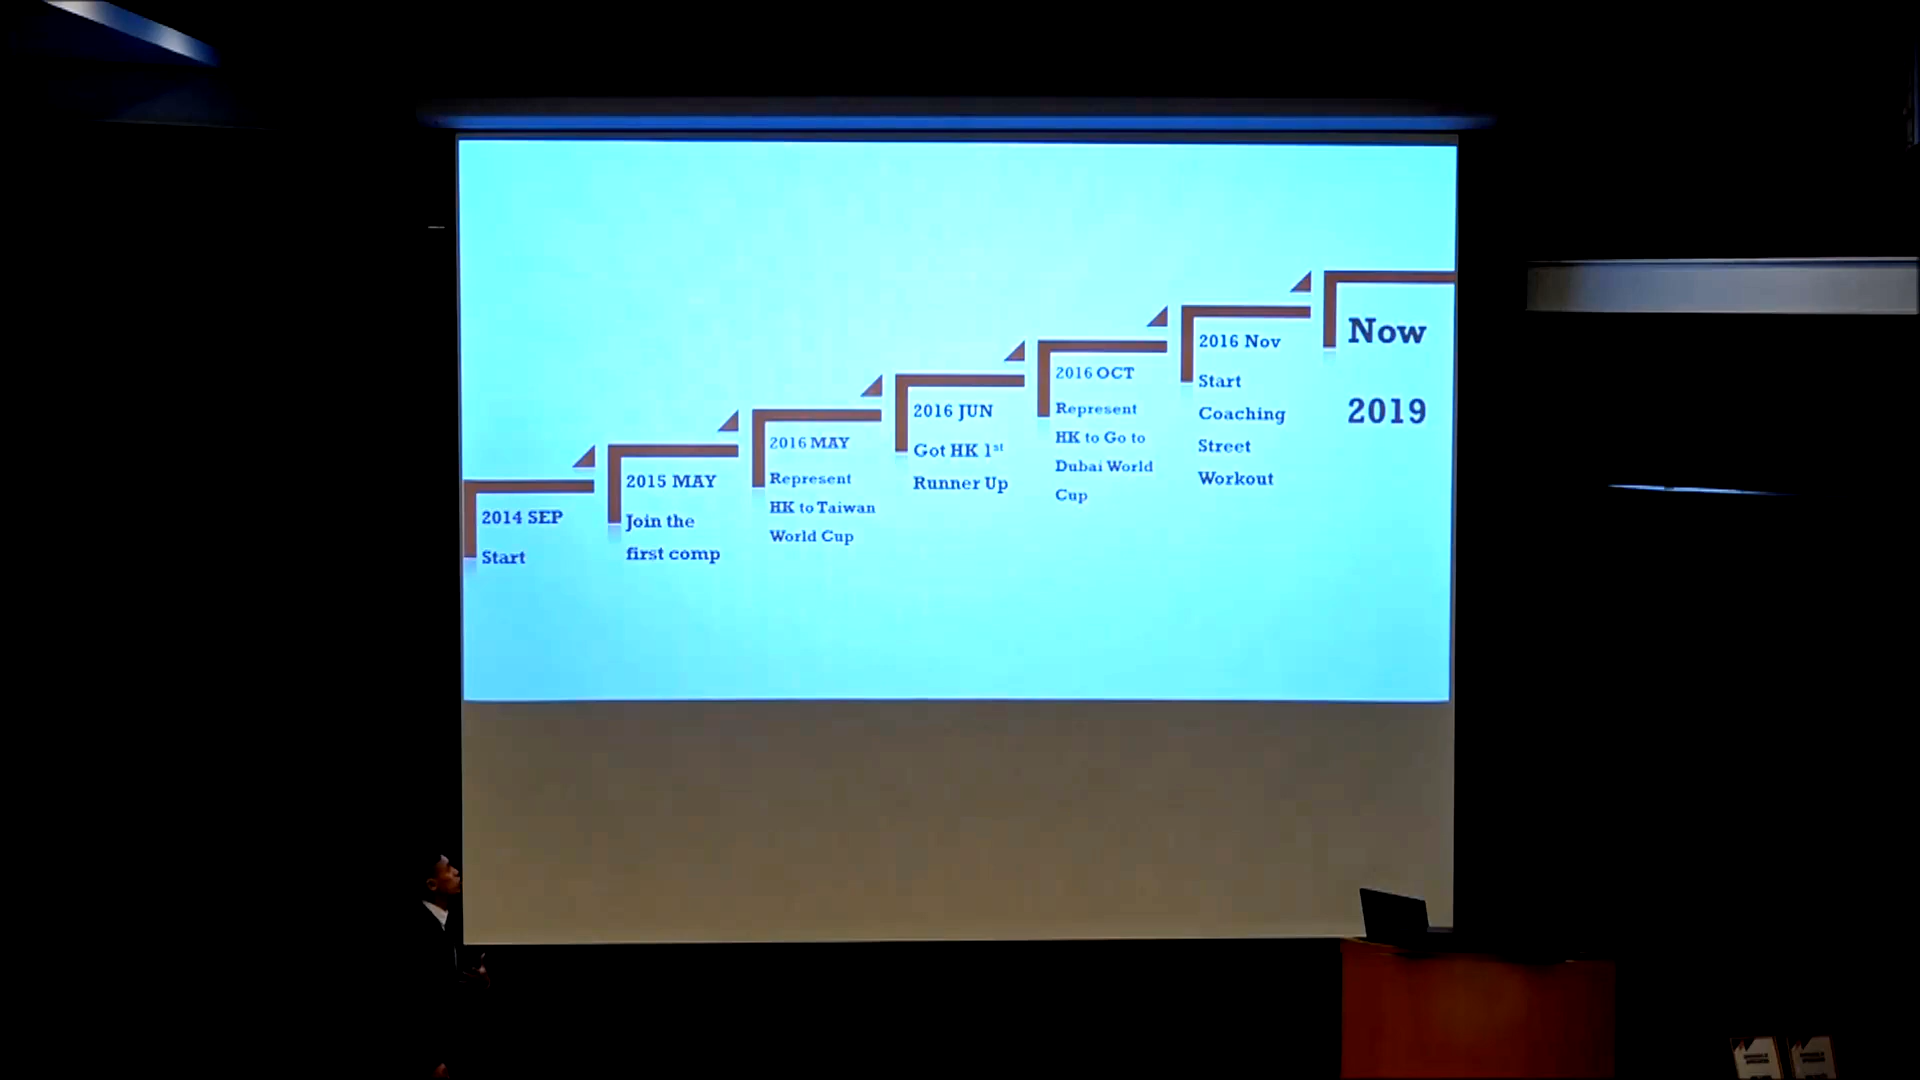 2014 SEP
Start
2015 MAY
Join the
first comp
2016 MAY
Represent
HK to Taiwan
World Cup
2016 JUN
Got HK 1st
Runner Up
2016 OCT
Represent
HK to Go to
Dubai World
Cup
2016 Nov
Start
Coaching
Street
Workout
Now
2019